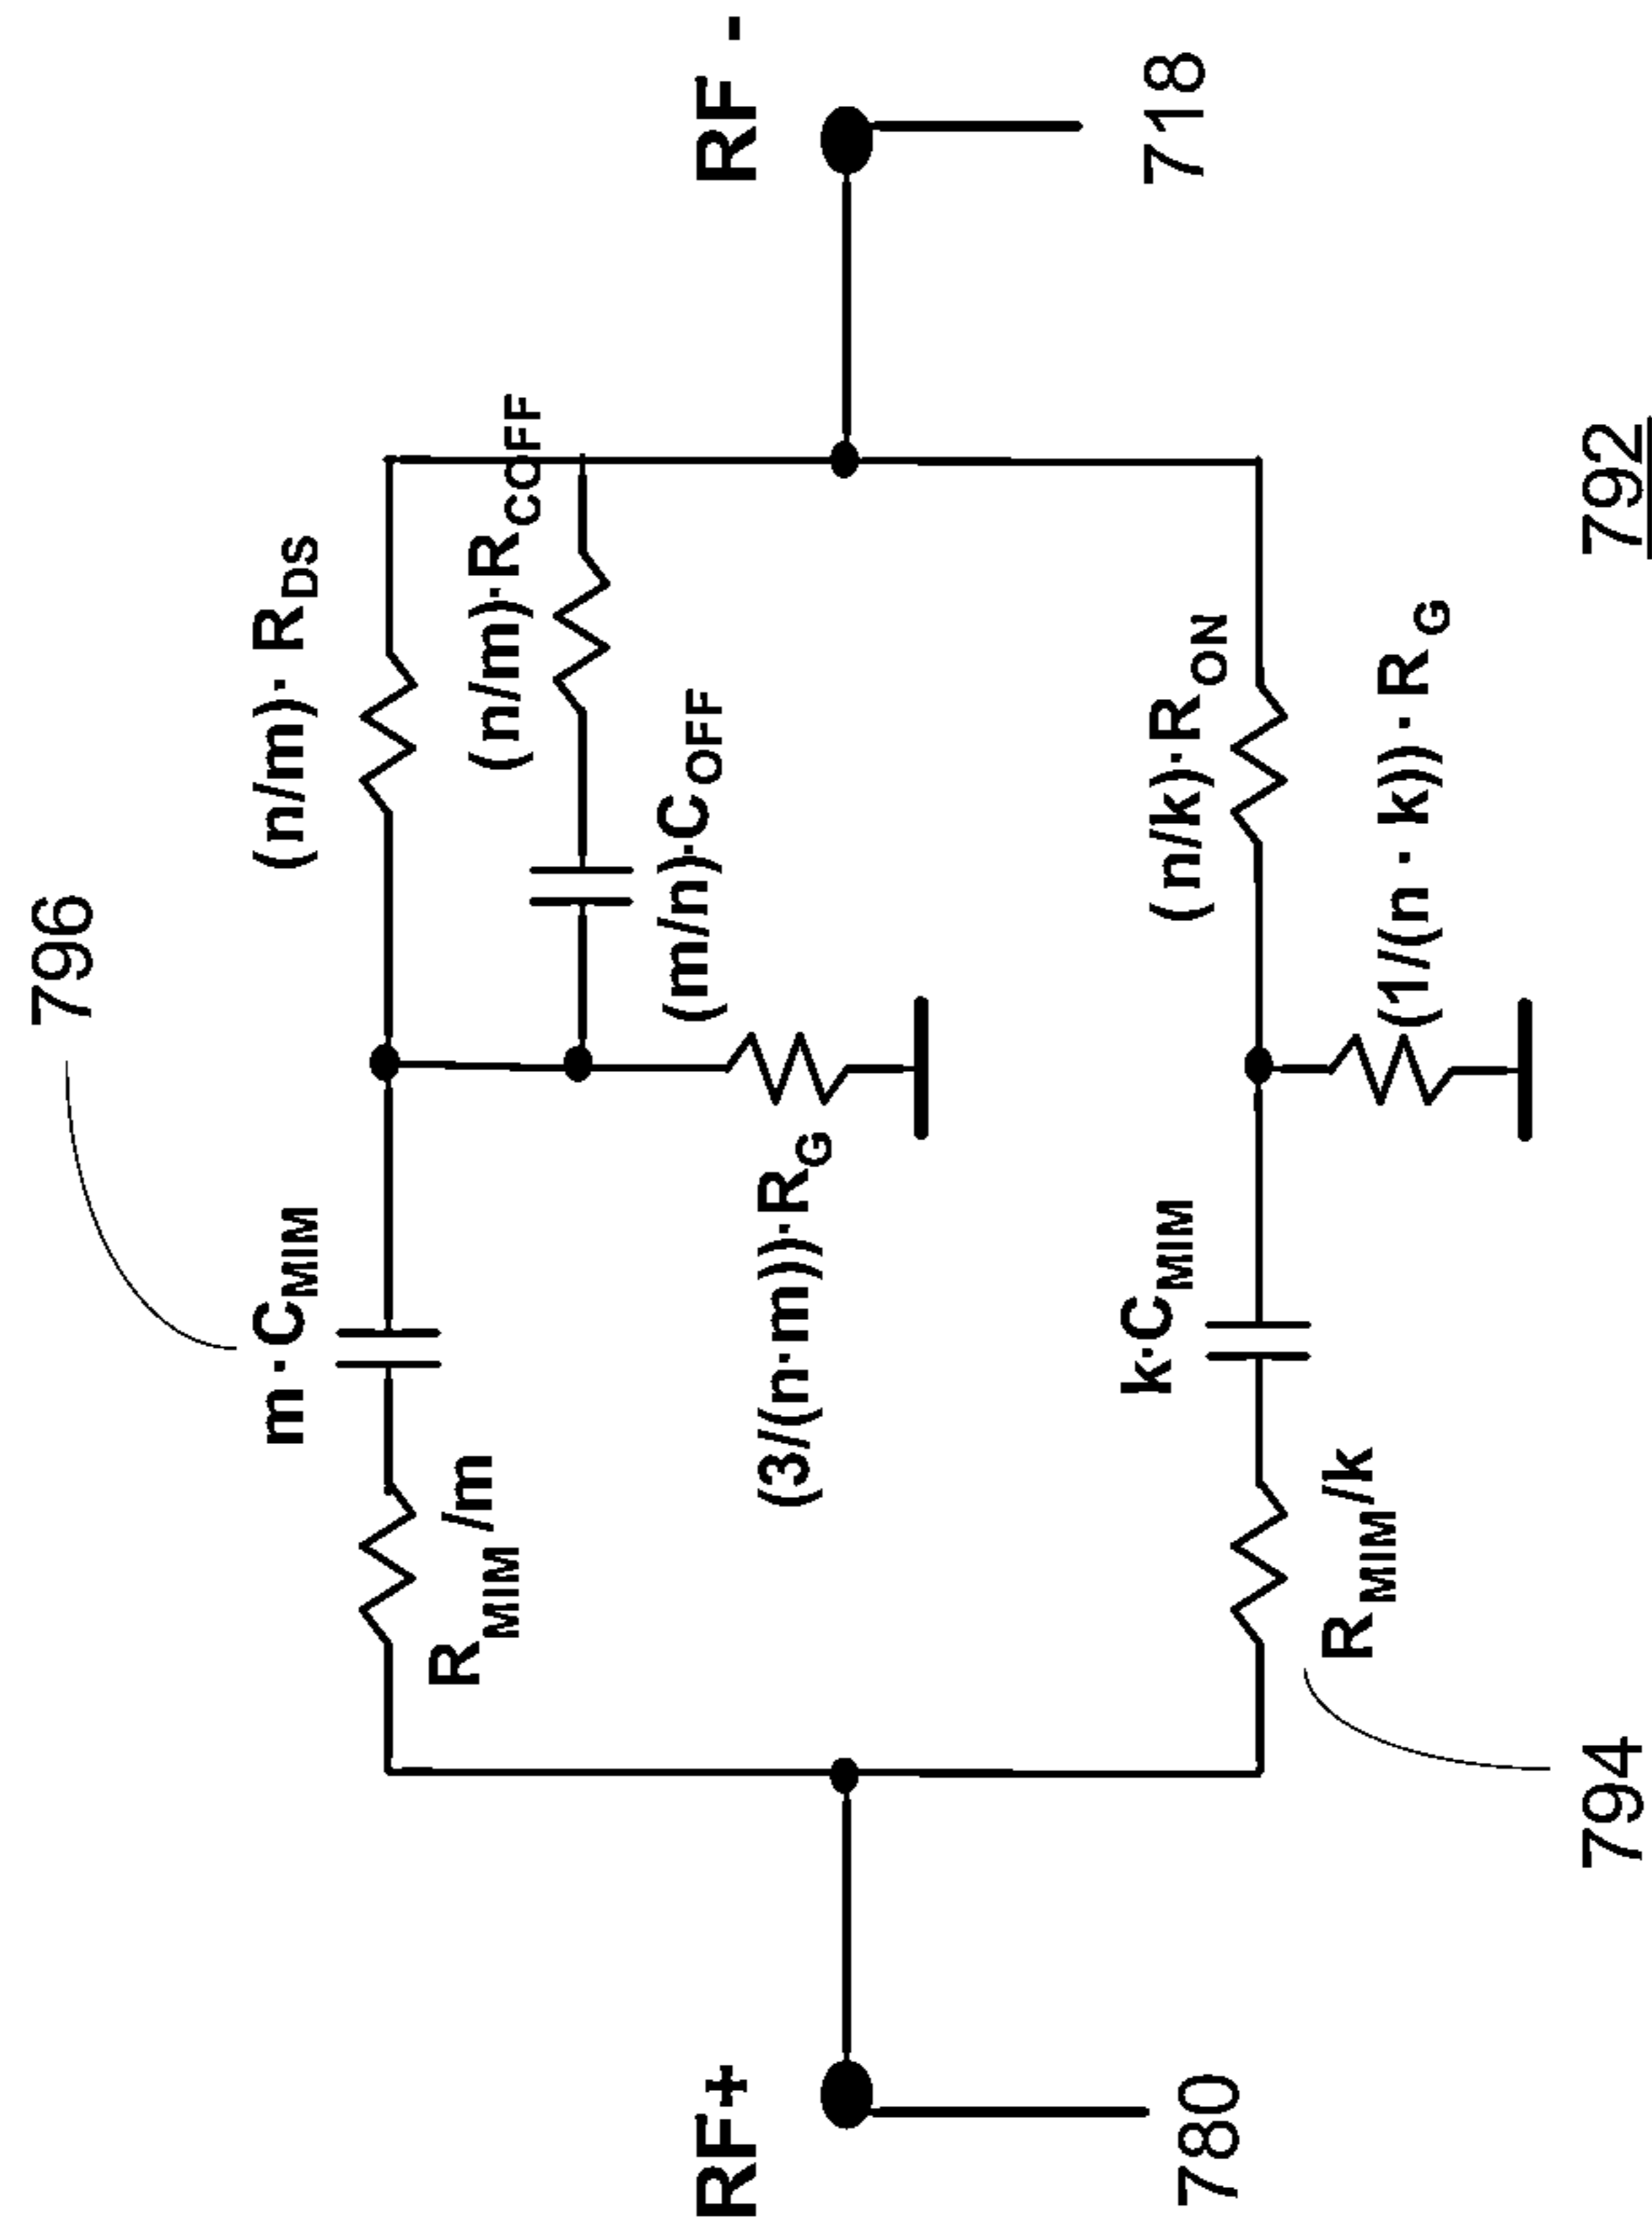 796
m·C_MIM
(n/m)· R_DS
R_MIM/m
(n/m)·R_COFF
(m/n)·C_OFF
(3/(n·m))·R_G
RF+
RF -
780
718
k·C_MIM
(n/k)·R_ON
R_MIM/k
(1/(n · k))·R_G
794
792